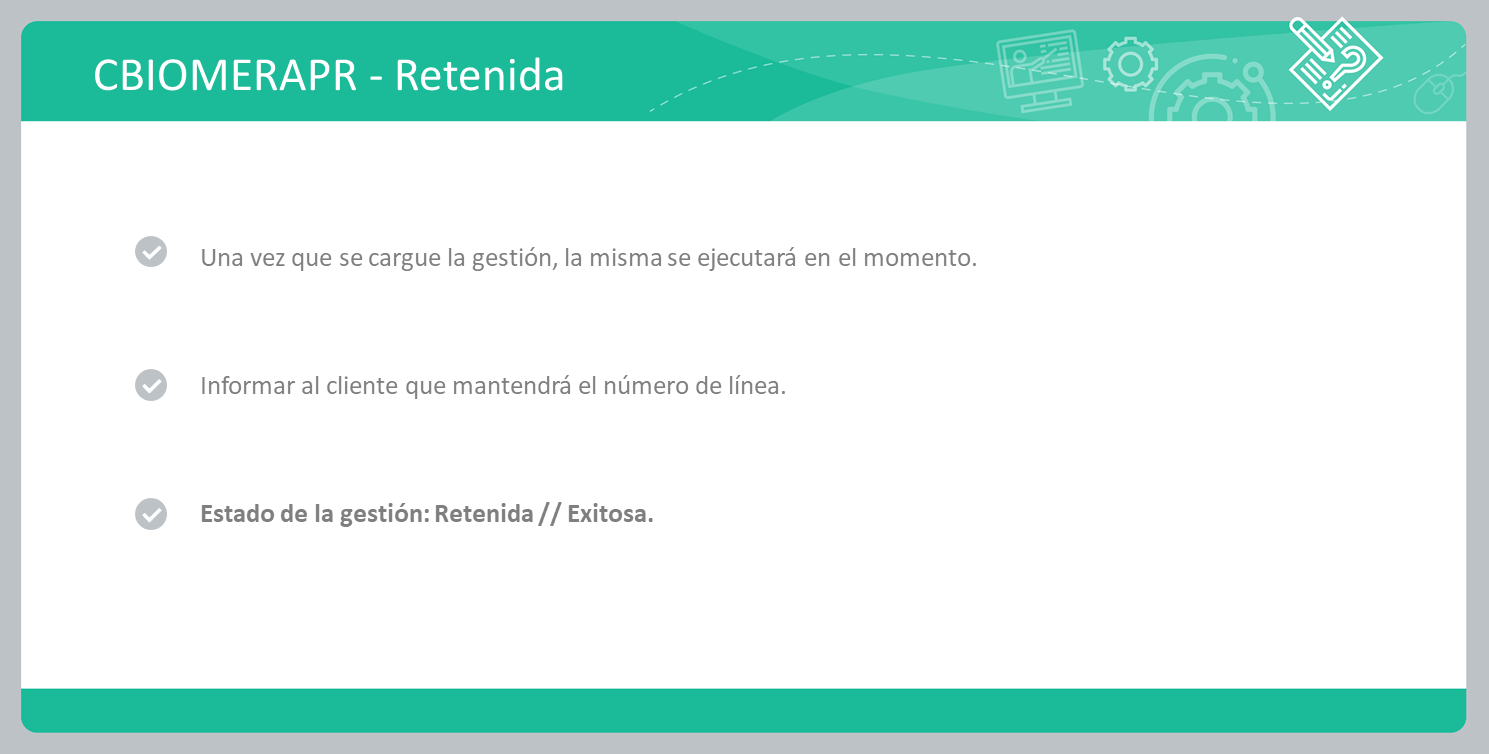 CBIOMERAPR - Retenida
Una vez que se cargue la gestión, la misma se ejecutará en el momento.
Informar al cliente que mantendrá el número de línea.
Estado de la gestión: Retenida // Exitosa.